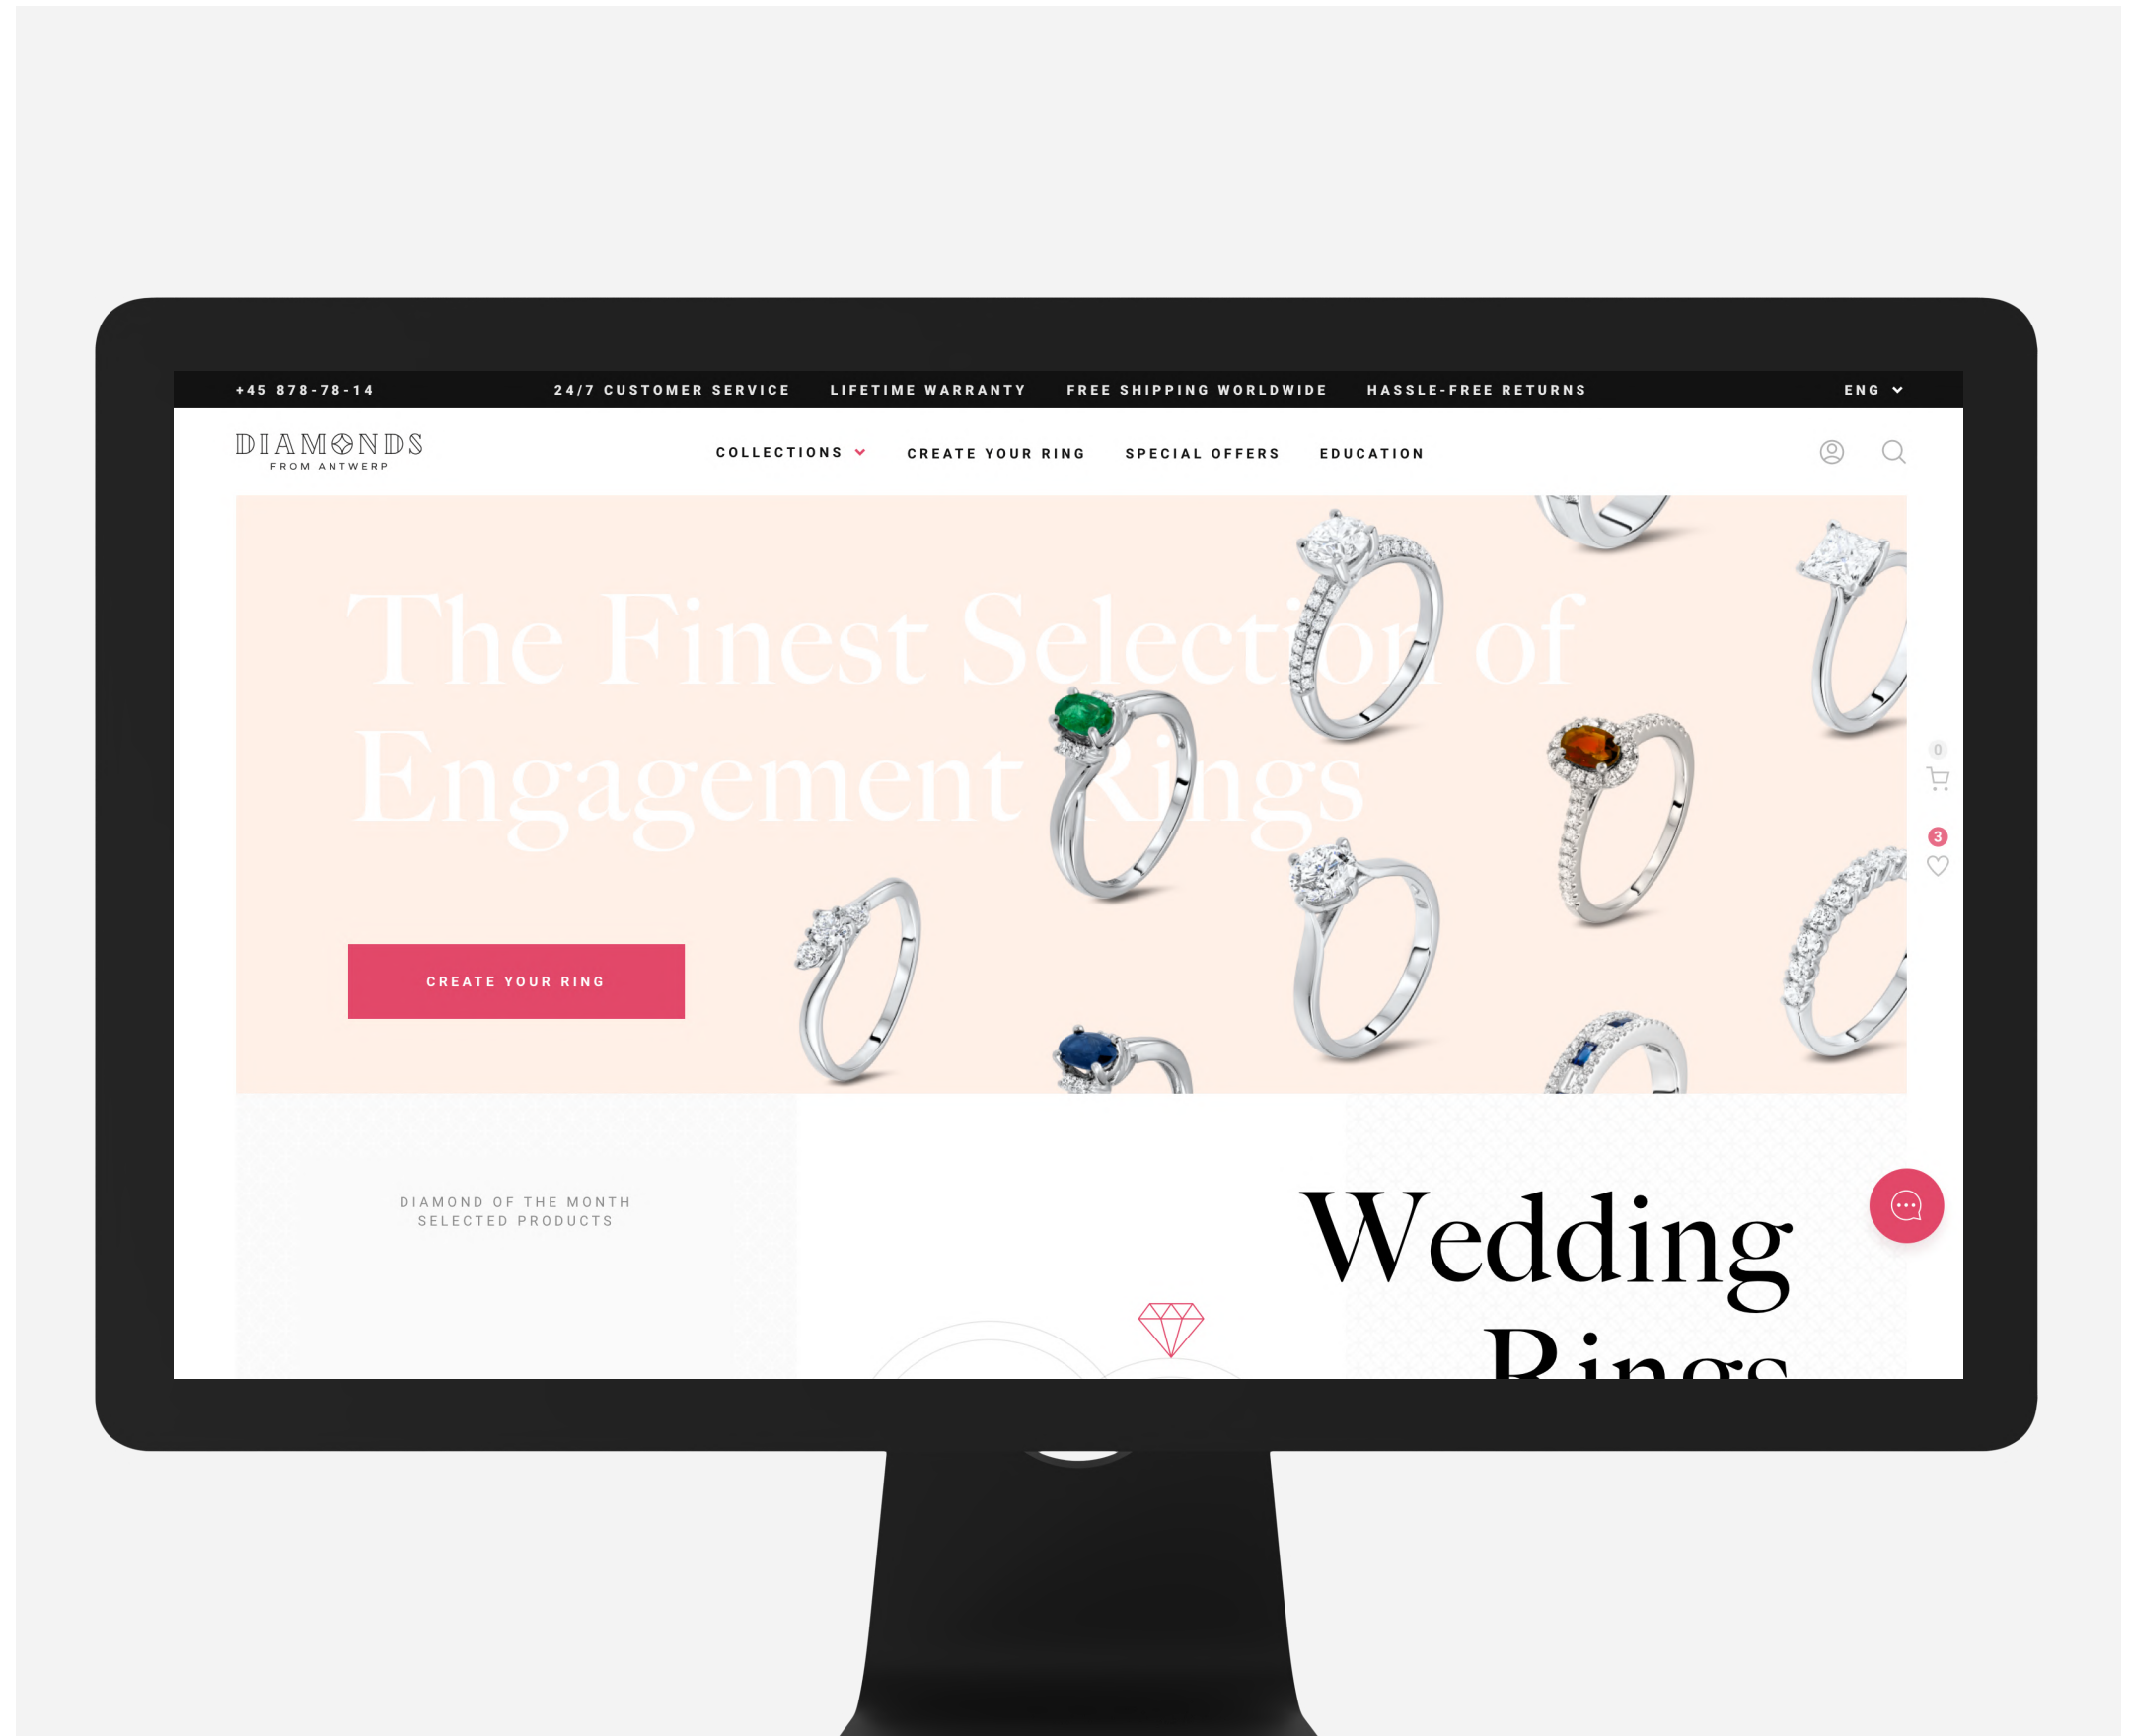 +45 878-78-14
24/7 CUSTOMER SERVICE
LIFETIME WARRANTY
FREE SHIPPING WORLDWIDE
HASSLE-FREE RETURNS
ENG
DIAMONDS
FROM ANTWERP
COLLECTIONS
CREATE YOUR RING
SPECIAL OFFERS
EDUCATION
The Finest Selection of
Engagement Rings
0
3
CREATE YOUR RING
DIAMOND OF THE MONTH
SELECTED PRODUCTS
Wedding
Rings